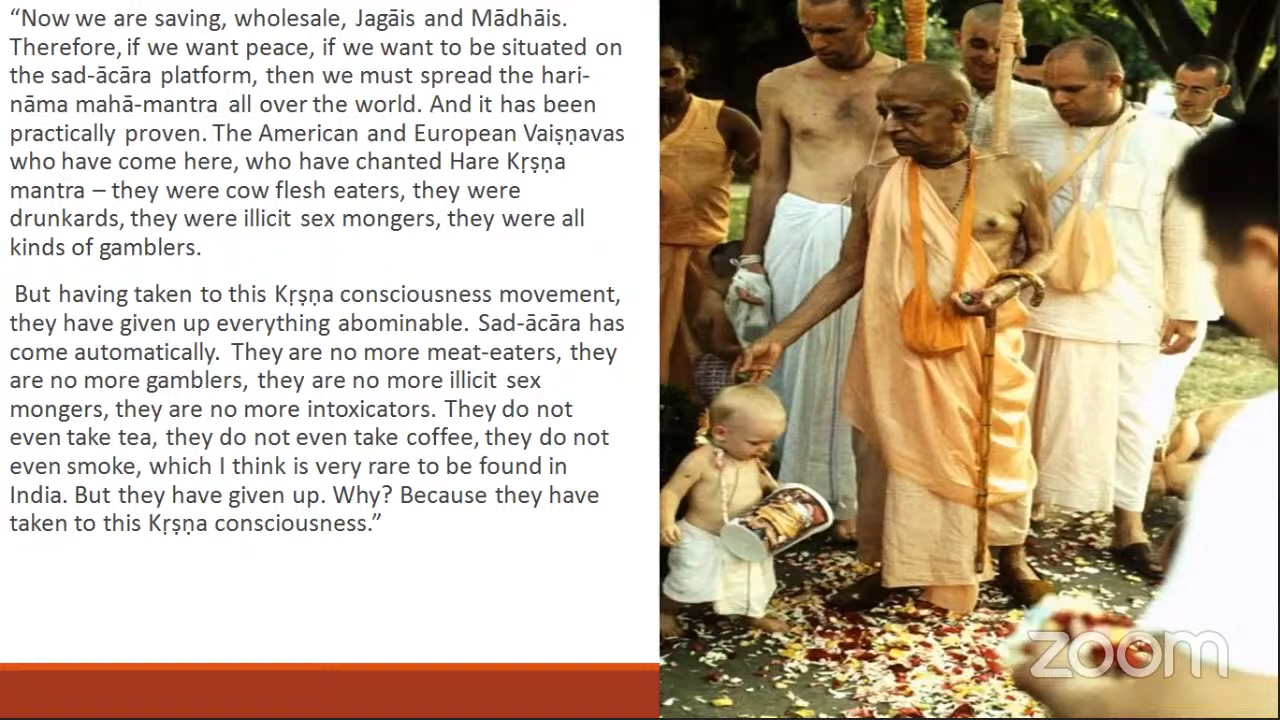 “Now we are saving, wholesale, Jagāis and Mādhāis.
Therefore, if we want peace, if we want to be situated on
the sad-ācāra platform, then we must spread the hari-
nāma mahā-mantra all over the world. And it has been
practically proven. The American and European Vaiṣṇavas
who have come here, who have chanted Hare Kṛṣṇa
mantra – they were cow flesh eaters, they were
drunkards, they were illicit sex mongers, they were all
kinds of gamblers.
But having taken to this Kṛṣṇa consciousness movement,
they have given up everything abominable. Sad-ācāra has
come automatically. They are no more meat-eaters, they
are no more gamblers, they are no more illicit sex
mongers, they are no more intoxicators. They do not
even take tea, they do not even take coffee, they do not
even smoke, which I think is very rare to be found in
India. But they have given up. Why? Because they have
taken to this Kṛṣṇa consciousness.”
zoom